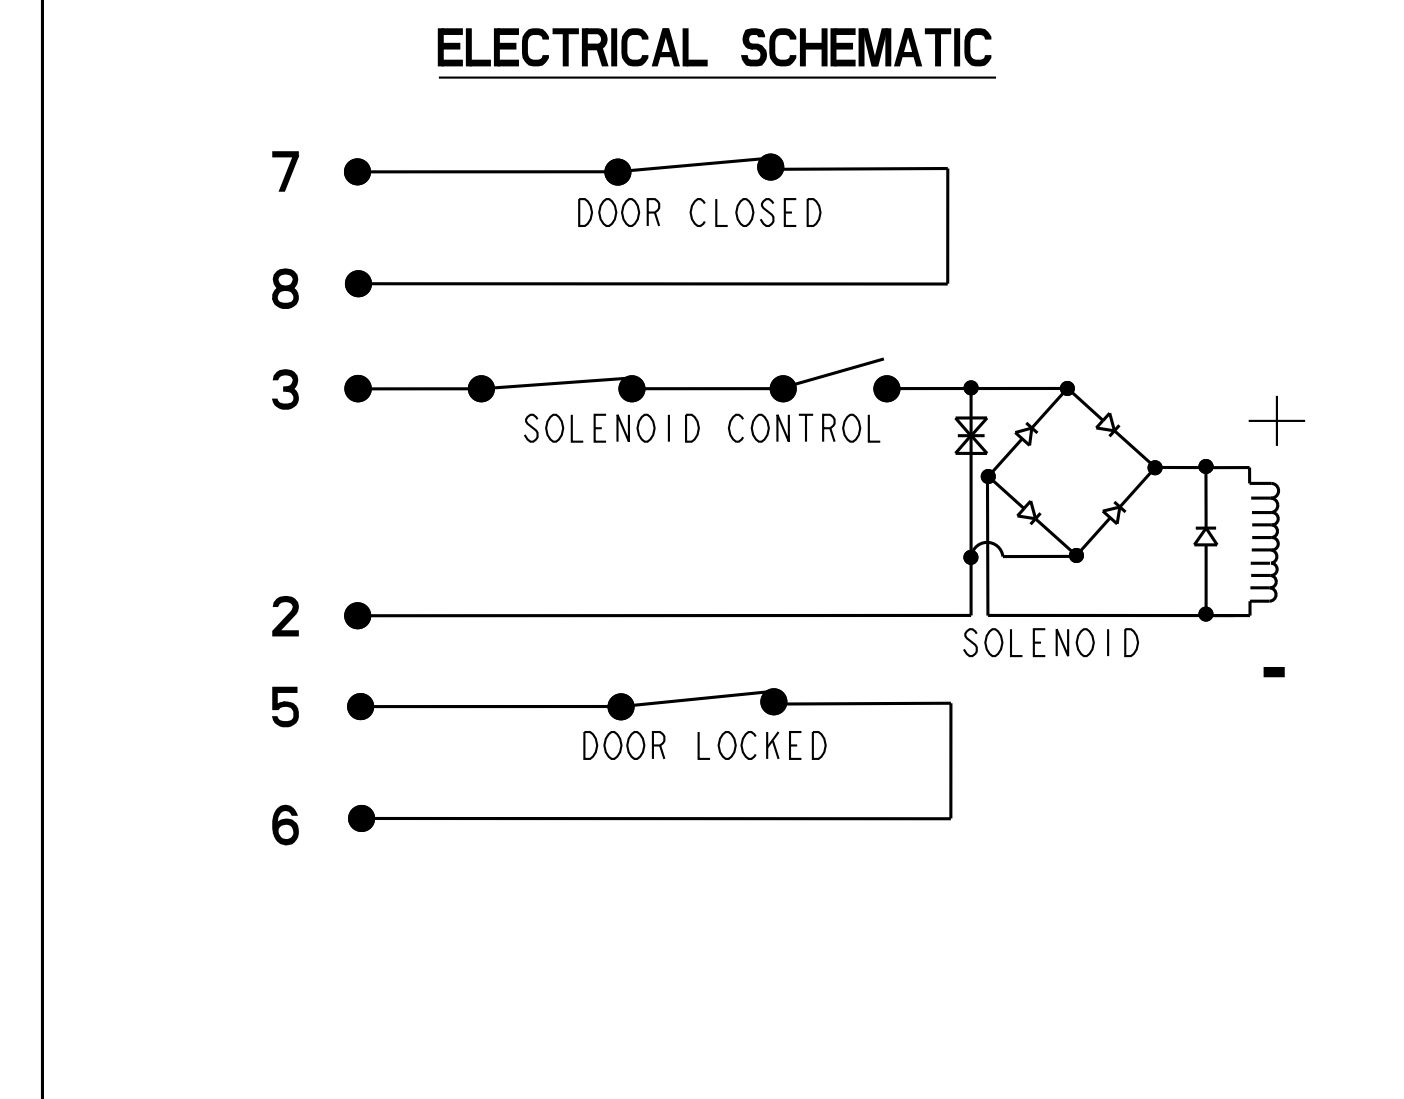 ELECTRICAL SCHEMATIC
7
DOOR CLOSED
8
3
SOLENOID CONTROL
+
2
SOLENOID
-
5
DOOR LOCKED
6